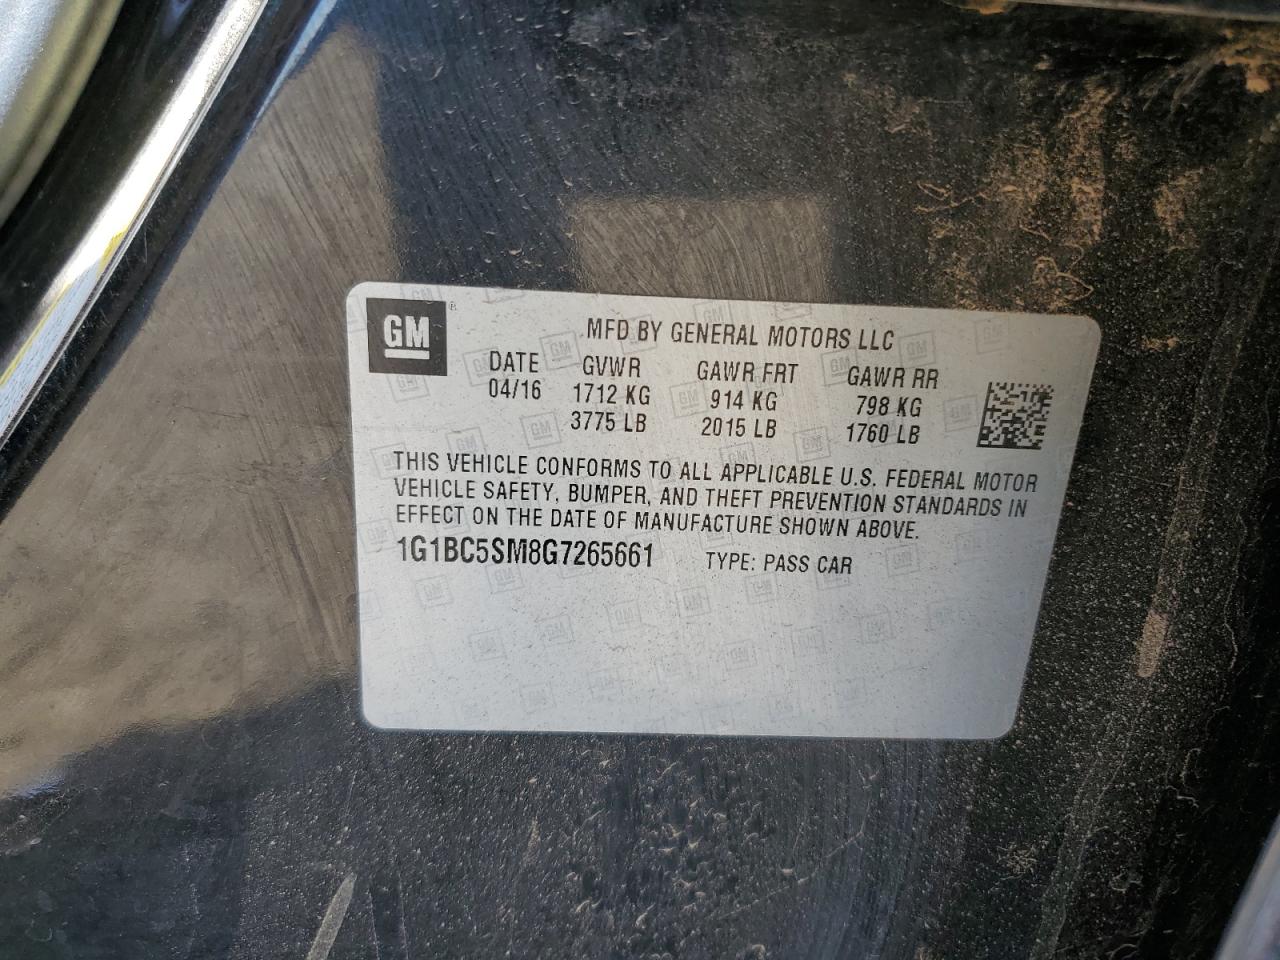 GM ®
MFD BY GENERAL MOTORS LLC
DATE GVWR GAWR FRT GAWR RR
04/16 1712 KG 914 KG 798 KG
3775 LB 2015 LB 1760 LB
THIS VEHICLE CONFORMS TO ALL APPLICABLE U.S. FEDERAL MOTOR
VEHICLE SAFETY, BUMPER, AND THEFT PREVENTION STANDARDS IN
EFFECT ON THE DATE OF MANUFACTURE SHOWN ABOVE.
1G1BC5SM8G7265661 TYPE: PASS CAR